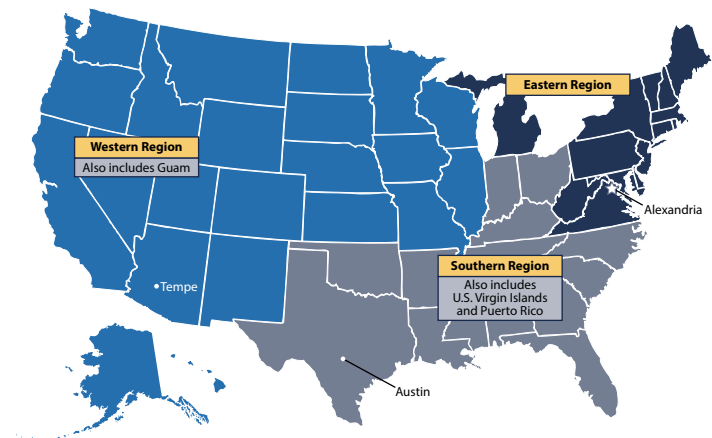 Eastern Region
Western Region
Also includes Guam
Alexandria
Southern Region
Also includes
U.S. Virgin Islands
and Puerto Rico
Tempe
Austin